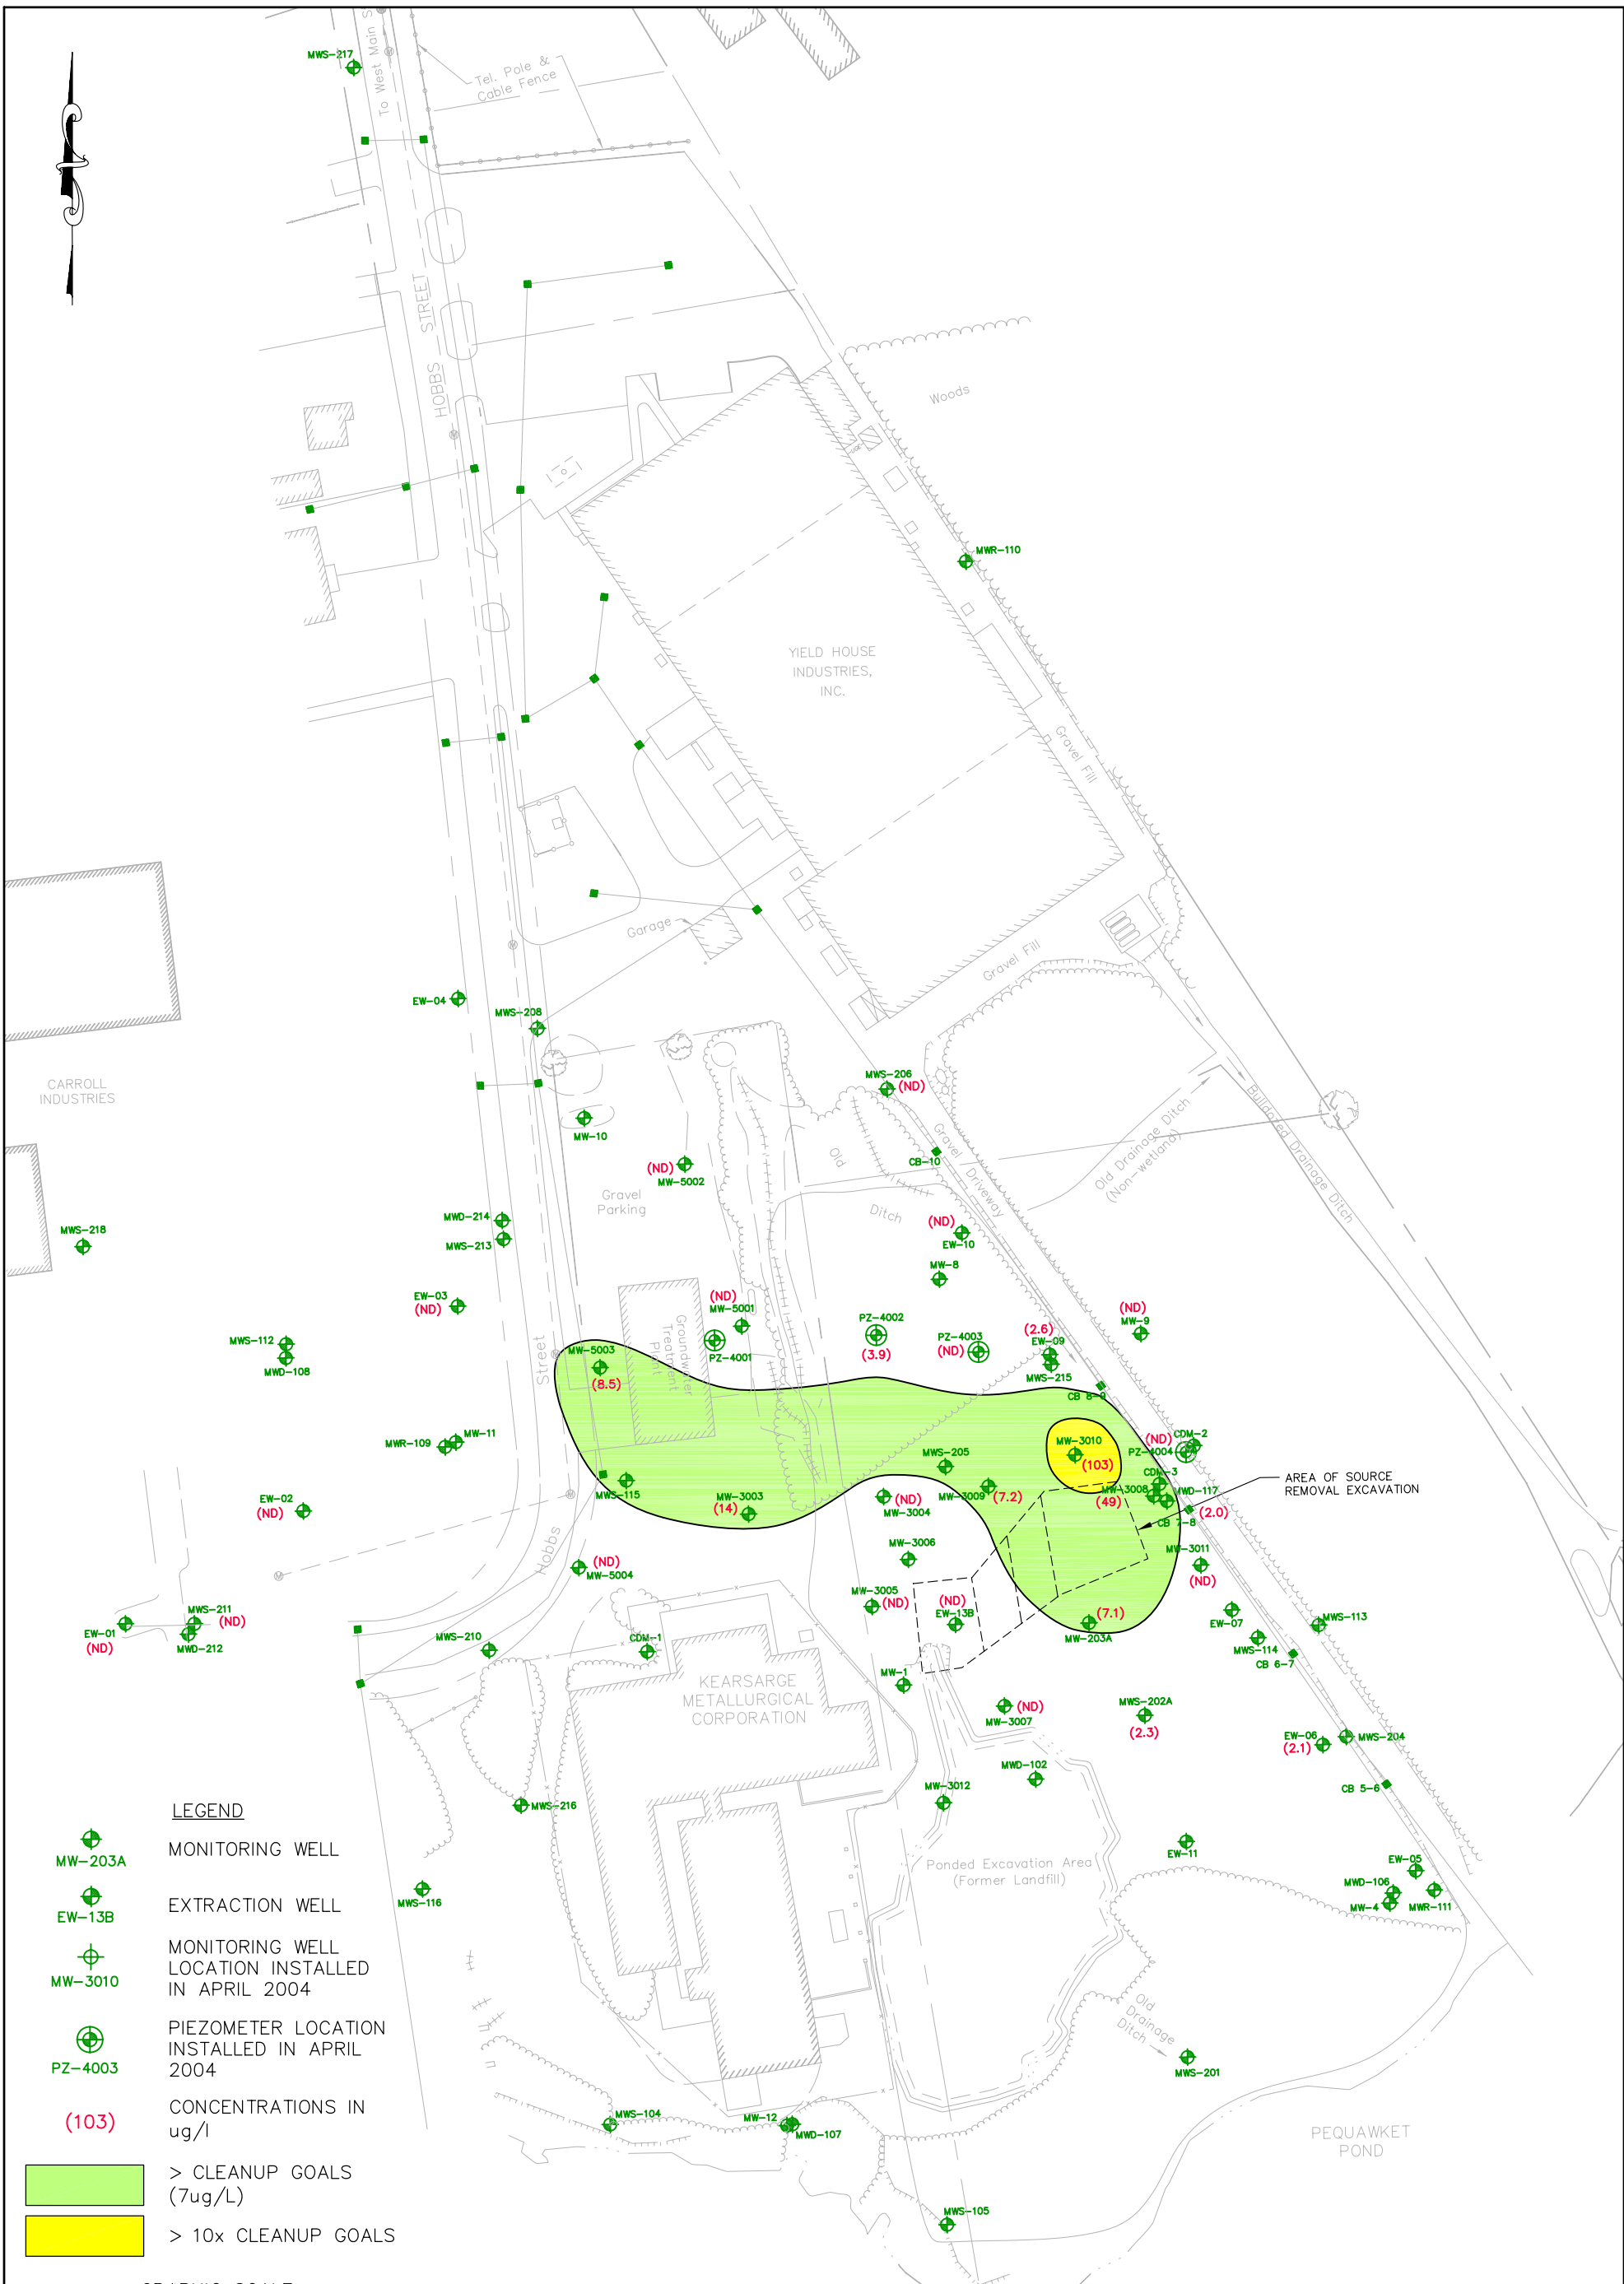 MWS-217
To West Main S
Tel. Pole &
Cable Fence
HOBBS STREET
Woods
MWR-110
YIELD HOUSE
INDUSTRIES,
INC.
Gravel Fill
Garage
Gravel Fill
EW-04
MWS-208
CARROLL
INDUSTRIES
MWS-206
(ND)
MW-10
Old
Ditch
CB-10
Gravel Driveway
Old Drainage Ditch
(Non-wetland)
Builded Drainage Ditch
(ND)
MW-5002
Gravel
Parking
MWS-218
MWD-214
MWS-213
(ND)
EW-10
MW-8
EW-03
(ND)
(ND)
MW-5001
PZ-4001
PZ-4002
(3.9)
PZ-4003
(ND)
(2.6)
EW-09
MWS-215
(ND)
MW-9
MWS-112
MWD-108
Street
MW-5003
(8.5)
Groundwater
Treatment
Plant
CB 8-9
MWR-109
MW-11
MWS-205
MW-3010
(103)
(ND)
CDM-2
PZ-4004
CDM-3
MW-3008
(49)
MWD-117
AREA OF SOURCE
REMOVAL EXCAVATION
EW-02
(ND)
MWS-115
MW-3003
(14)
(ND)
MW-3004
MW-3009
(7.2)
CB 7-8
(2.0)
Hobbs
MW-3006
MW-3011
(ND)
(ND)
MW-5004
MW-3005
(ND)
(ND)
EW-13B
(7.1)
MW-203A
EW-07
MWS-113
MWS-114
CB 6-7
EW-01
(ND)
MWS-211
(ND)
MWD-212
MWS-210
CDM-1
KEARSARGE
METALLURGICAL
CORPORATION
MW-1
MW-3007
(ND)
MWS-202A
(2.3)
EW-06
(2.1)
MWS-204
MWD-102
CB 5-6
MW-3012
MWS-216
EW-11
Ponded Excavation Area
(Former Landfill)
EW-05
MWD-106
MW-4
MWR-111
MWS-116
Old
Drainage
Ditch
MWS-201
MWS-104
MW-12
MWD-107
PEQUAWKET
POND
MWS-105
LEGEND
MW-203A
MONITORING WELL
EW-13B
EXTRACTION WELL
MW-3010
MONITORING WELL
LOCATION INSTALLED
IN APRIL 2004
PZ-4003
PIEZOMETER LOCATION
INSTALLED IN APRIL
2004
(103)
CONCENTRATIONS IN
ug/l
> CLEANUP GOALS
(7ug/L)
> 10x CLEANUP GOALS
GRAPHIC SCALE